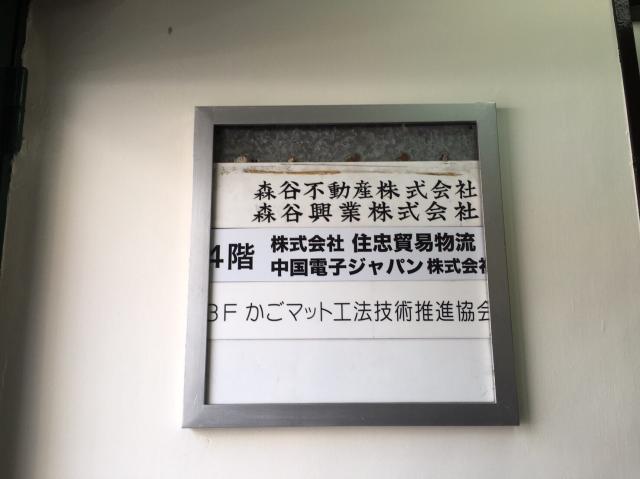 森谷不動産株式会社
森谷興業株式会社
4階 株式会社 住忠貿易物流
中国電子ジャパン 株式会社
3F かごマット工法技術推進協会